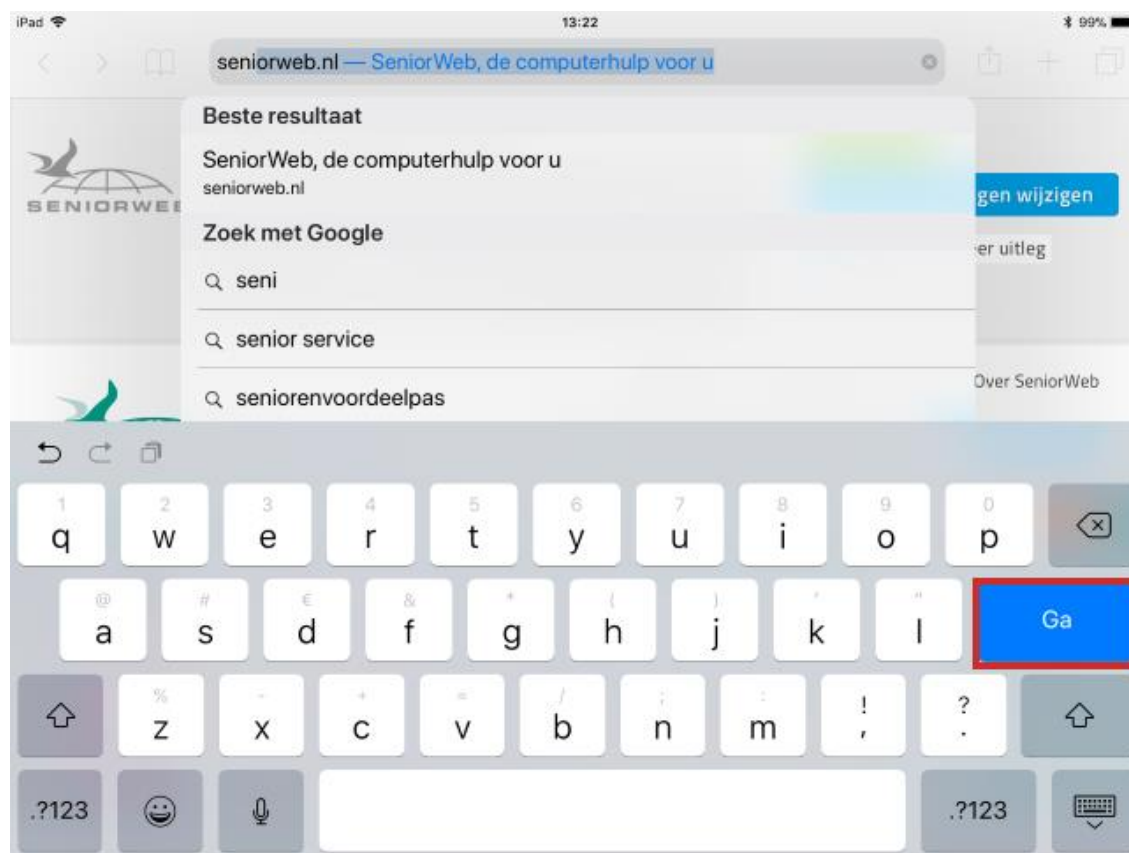 iPad 13:22 99%
seniorweb.nl — SeniorWeb, de computerhulp voor u
Beste resultaat
SeniorWeb, de computerhulp voor u
seniorweb.nl
SENIORWE
gen wijzigen
Zoek met Google
er uitleg
seni
senior service
Over SeniorWeb
seniorenvoordeelpas
1 2 3 4 5 6 7 8 9 0
q w e r t y u i o p
@ # € & * ( ) ' "
a s d f g h j k l Ga
% - + = / ; : ! ?
z x c v b n m , .
.?123 .?123